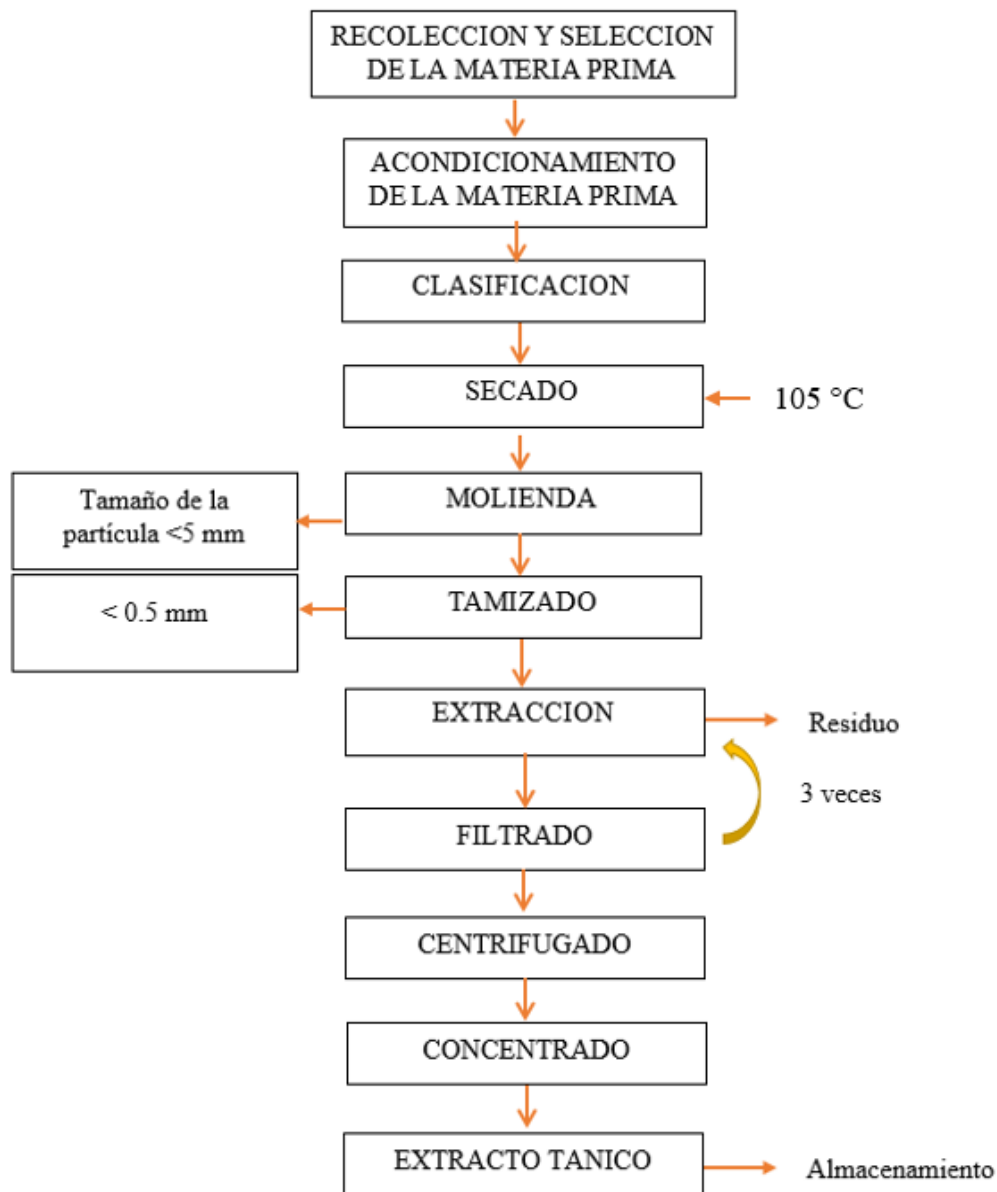 RECOLECCION Y SELECCION
DE LA MATERIA PRIMA
ACONDICIONAMIENTO
DE LA MATERIA PRIMA
CLASIFICACION
SECADO
105 °C
MOLIENDA
Tamaño de la
partícula <5 mm
TAMIZADO
< 0.5 mm
EXTRACCION
Residuo
3 veces
FILTRADO
CENTRIFUGADO
CONCENTRADO
EXTRACTO TANICO
Almacenamiento